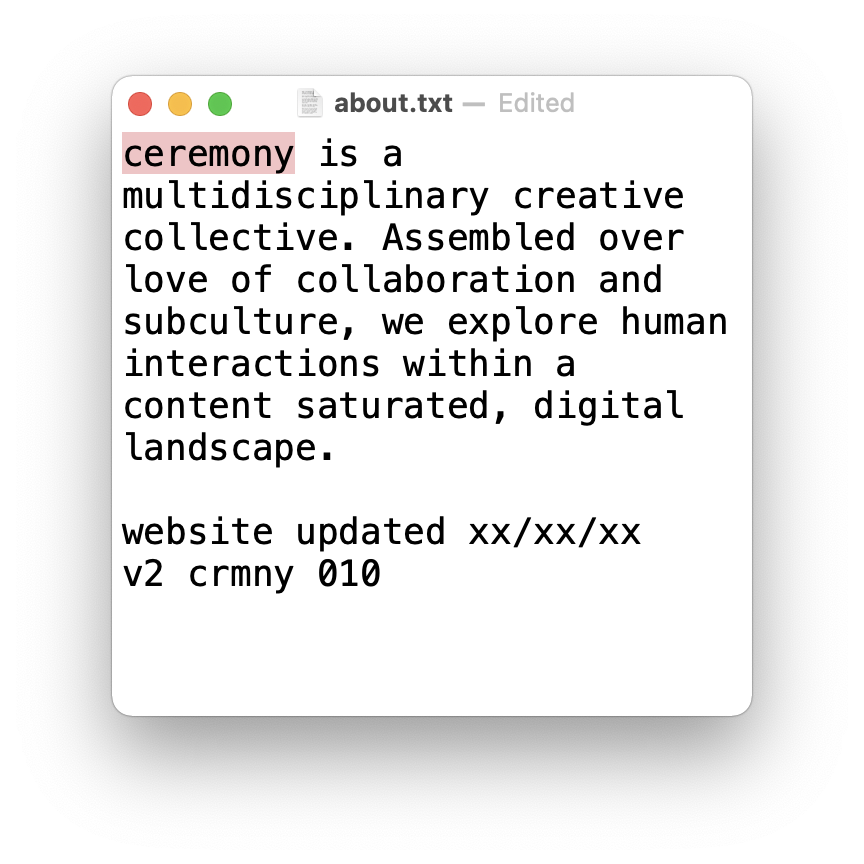 about.txt — Edited
ceremony is a
multidisciplinary creative
collective. Assembled over
love of collaboration and
subculture, we explore human
interactions within a
content saturated, digital
landscape.
website updated xx/xx/xx
v2 crmny 010